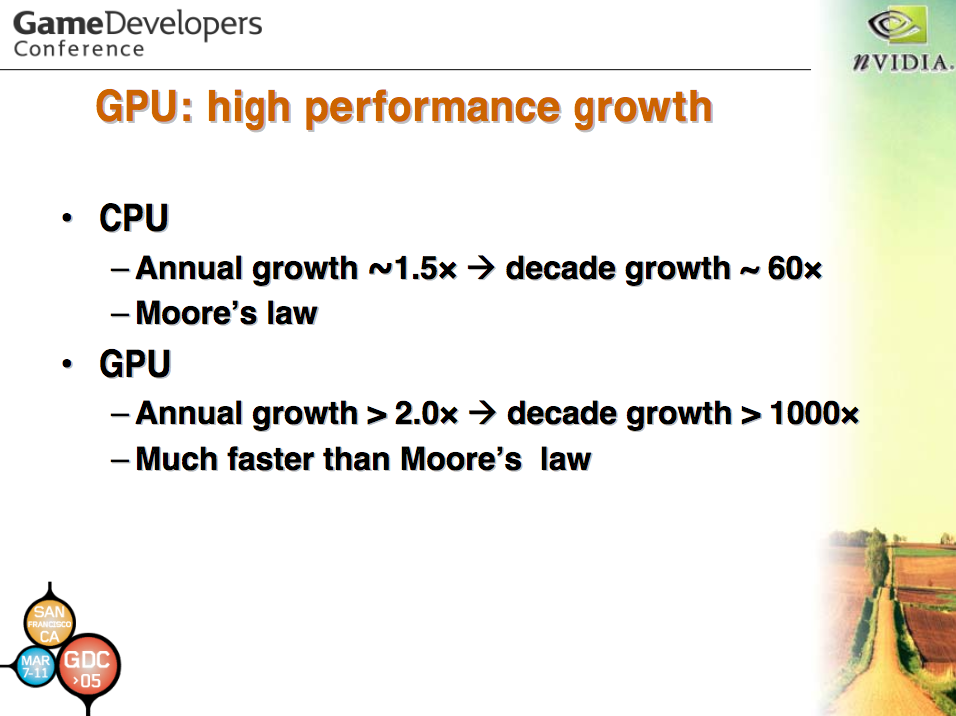 GameDevelopers
Conference
nVIDIA.
GPU: high performance growth
• CPU
– Annual growth ~1.5× → decade growth ~ 60×
– Moore's law
• GPU
– Annual growth > 2.0× → decade growth > 1000×
– Much faster than Moore's law
SAN
FRANCISCO
CA
MAR
7-11
GDC
>05